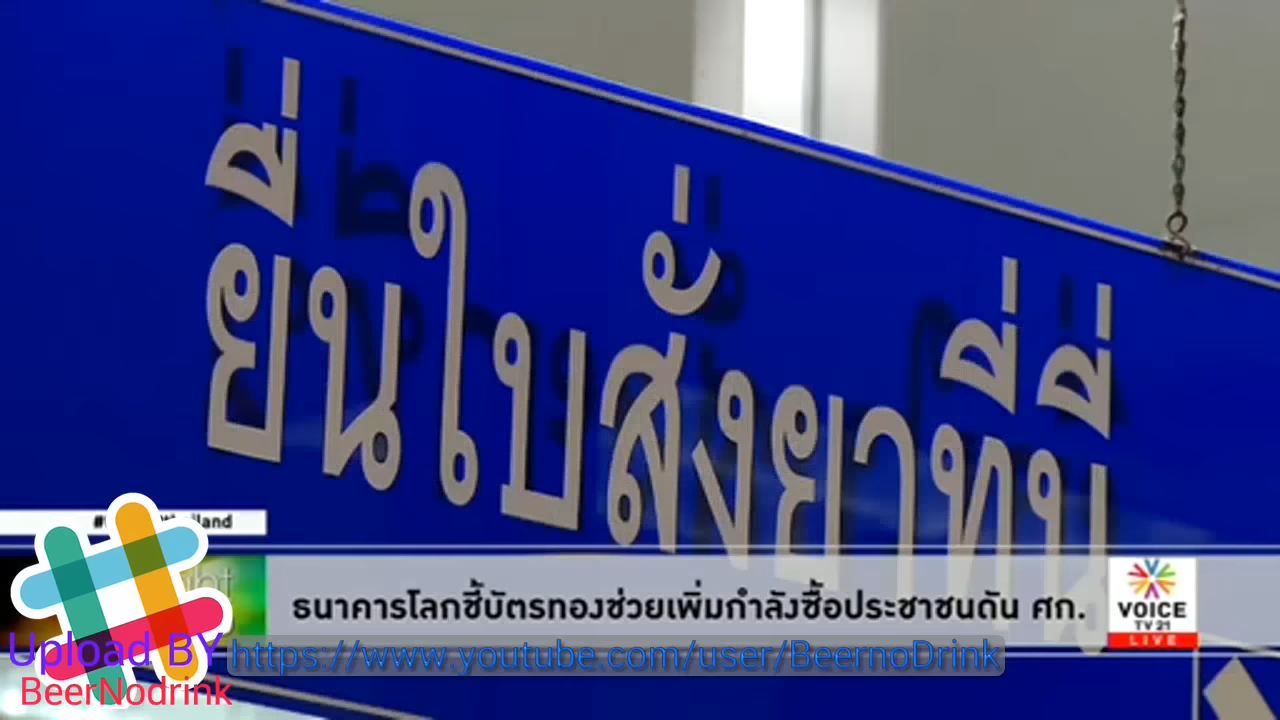 ยื่นใบสั่งยาที่นี่
ธนาคารโลกชี้บัตรทองช่วยเพิ่มกำลังซื้อประชาชนดัน ศก.
VOICE
TV 21
LIVE
Upload BY https://www.youtube.com/user/BeernoDrink
BeerNodrink